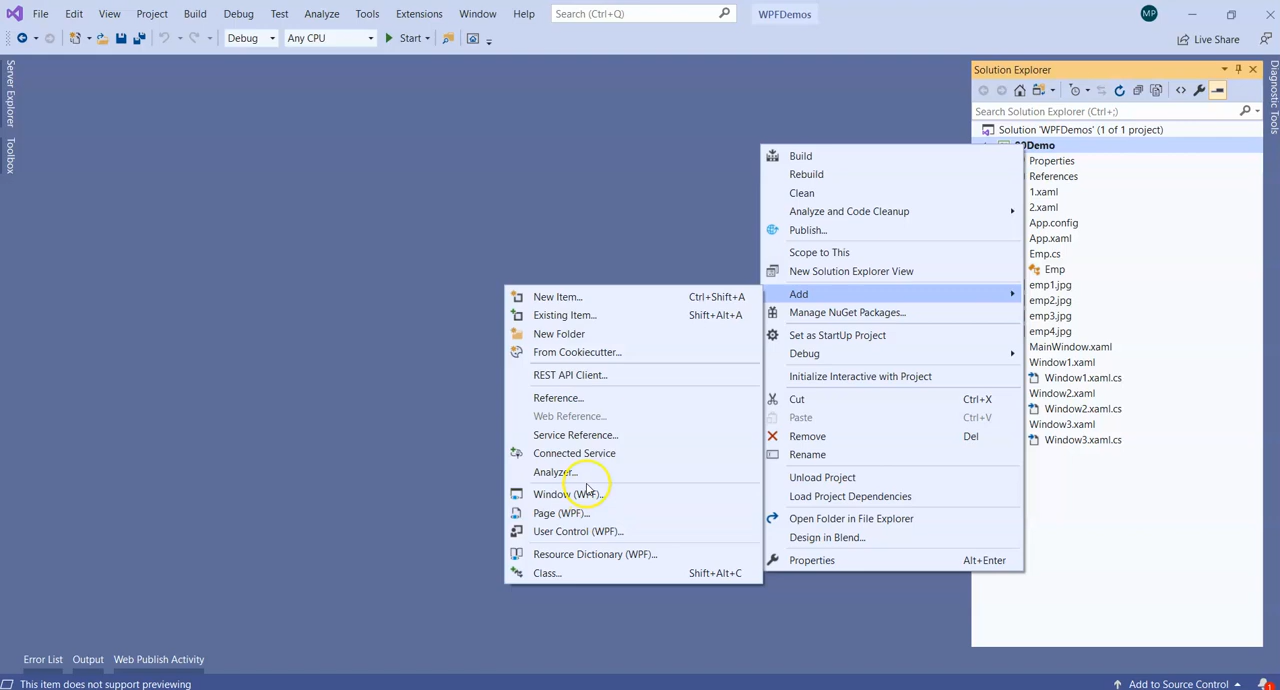 File Edit View Project Build Debug Test Analyze Tools Extensions Window Help Search (Ctrl+Q) WPFDemos MP
Debug Any CPU Start Live Share
Server Explorer
Toolbox
Diagnostic Tools
Solution Explorer
Search Solution Explorer (Ctrl+;)
Solution 'WPFDemos' (1 of 1 project)
Properties
References
1.xaml
2.xaml
App.config
App.xaml
Emp.cs
Emp
emp1.jpg
emp2.jpg
emp3.jpg
emp4.jpg
MainWindow.xaml
Window1.xaml
Window1.xaml.cs
Window2.xaml
Window2.xaml.cs
Window3.xaml
Window3.xaml.cs
Build
Rebuild
Clean
Analyze and Code Cleanup
Publish...
Scope to This
New Solution Explorer View
Add
Manage NuGet Packages...
Set as StartUp Project
Debug
Initialize Interactive with Project
Cut Ctrl+X
Paste Ctrl+V
Remove Del
Rename
Unload Project
Load Project Dependencies
Open Folder in File Explorer
Design in Blend...
Properties Alt+Enter
New Item... Ctrl+Shift+A
Existing Item... Shift+Alt+A
New Folder
From Cookiecutter...
REST API Client...
Reference...
Web Reference...
Service Reference...
Connected Service
Analyzer...
Window (WPF)...
Page (WPF)...
User Control (WPF)...
Resource Dictionary (WPF)...
Class... Shift+Alt+C
Error List Output Web Publish Activity
This item does not support previewing Add to Source Control